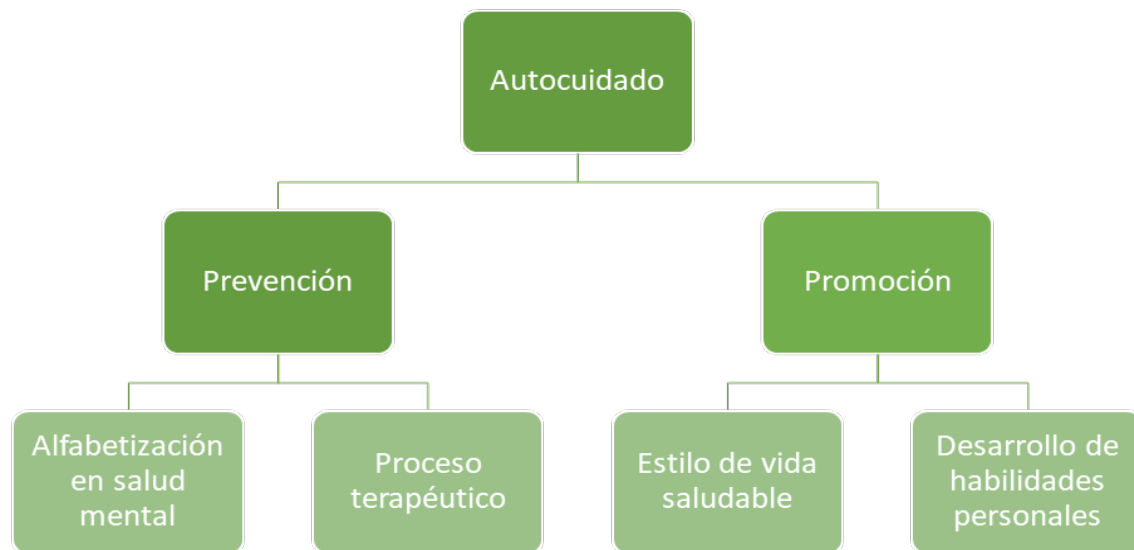 Autocuidado
Prevención
Promoción
Alfabetización
en salud
mental
Proceso
terapéutico
Estilo de vida
saludable
Desarrollo de
habilidades
personales